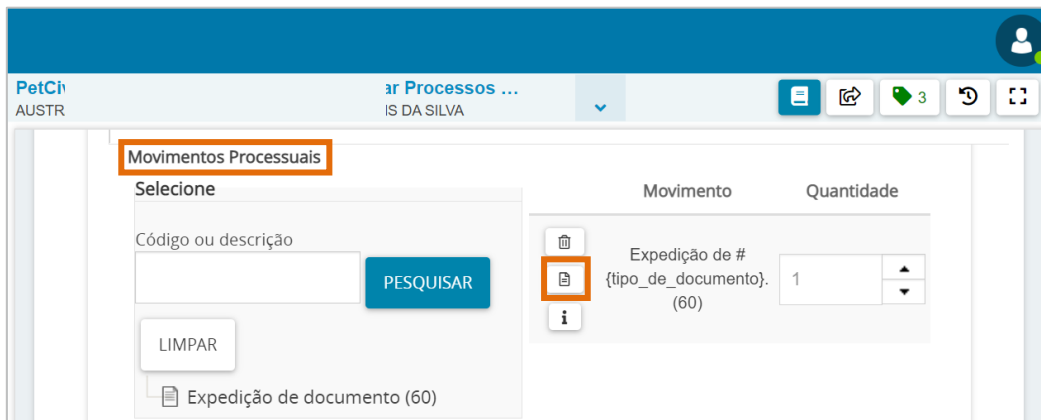 PetCiv
ar Processos ...
AUSTR
IS DA SILVA
3
Movimentos Processuais
Selecione
Movimento
Quantidade
Código ou descrição
PESQUISAR
Expedição de #
{tipo_de_documento}.
(60)
1
LIMPAR
Expedição de documento (60)